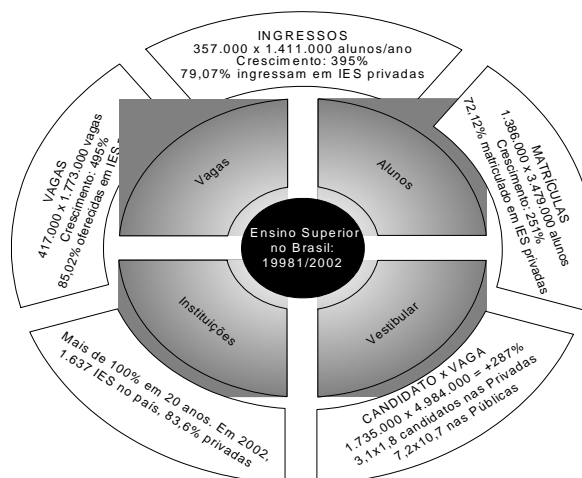 INGRESSOS
357.000 x 1.411.000 alunos/ano
Crescimento: 395%
79,07% ingressam em IES privadas
VAGAS
417.000 x 1.773.000 vagas
Crescimento: 495%
85,02% oferecidas em IES
MATRÍCULAS
1.386.000 x 3.479.000 alunos
Crescimento: 251%
72,12% matriculado em IES privadas
Vagas
Alunos
Ensino Superior
no Brasil:
19981/2002
Instituições
Vestibular
Mais de 100% em 20 anos. Em 2002,
1.637 IES no país, 83,6% privadas
CANDIDATO x VAGA
1.735.000 x 4.984.000 = +287%
3,1x1,8 candidatos nas Privadas
7,2x10,7 nas Públicas